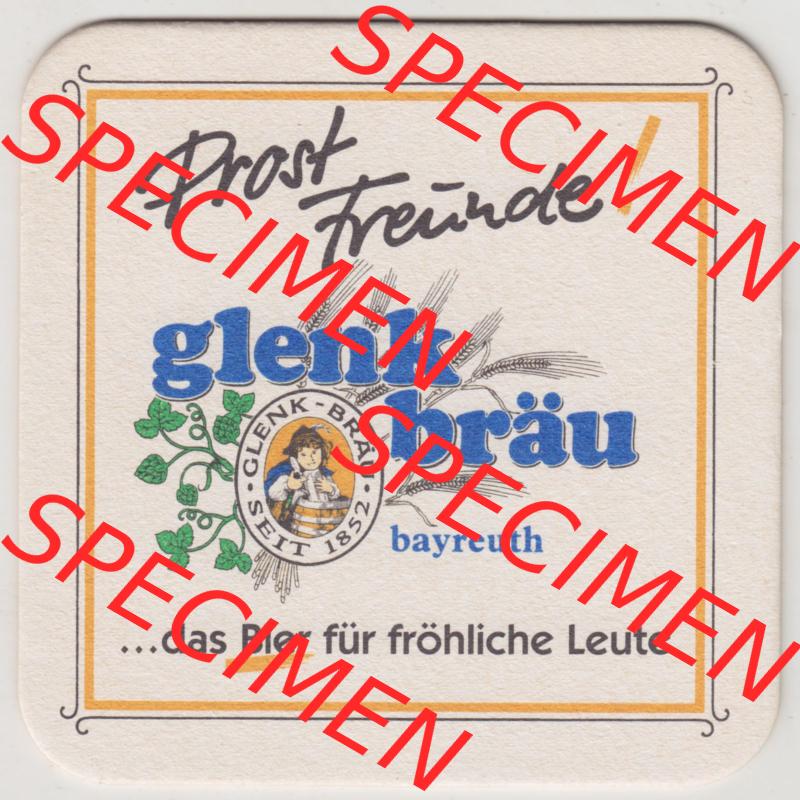 Prost
Freunde!
glenk
bräu
GLENK-BRÄU
SEIT 1852
bayreuth
...das Bier für fröhliche Leute
SPECIMEN
SPECIMEN
SPECIMEN
SPECIMEN